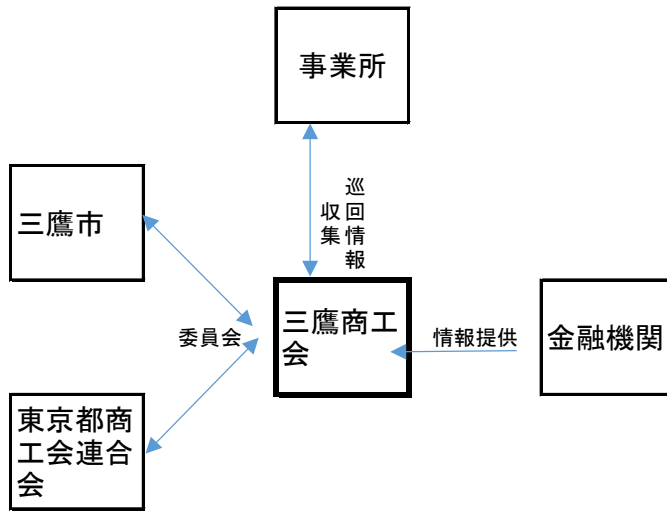 事業所
巡回情報
収集
三鷹市
委員会
三鷹商工
会
情報提供
金融機関
東京都商
工会連合
会